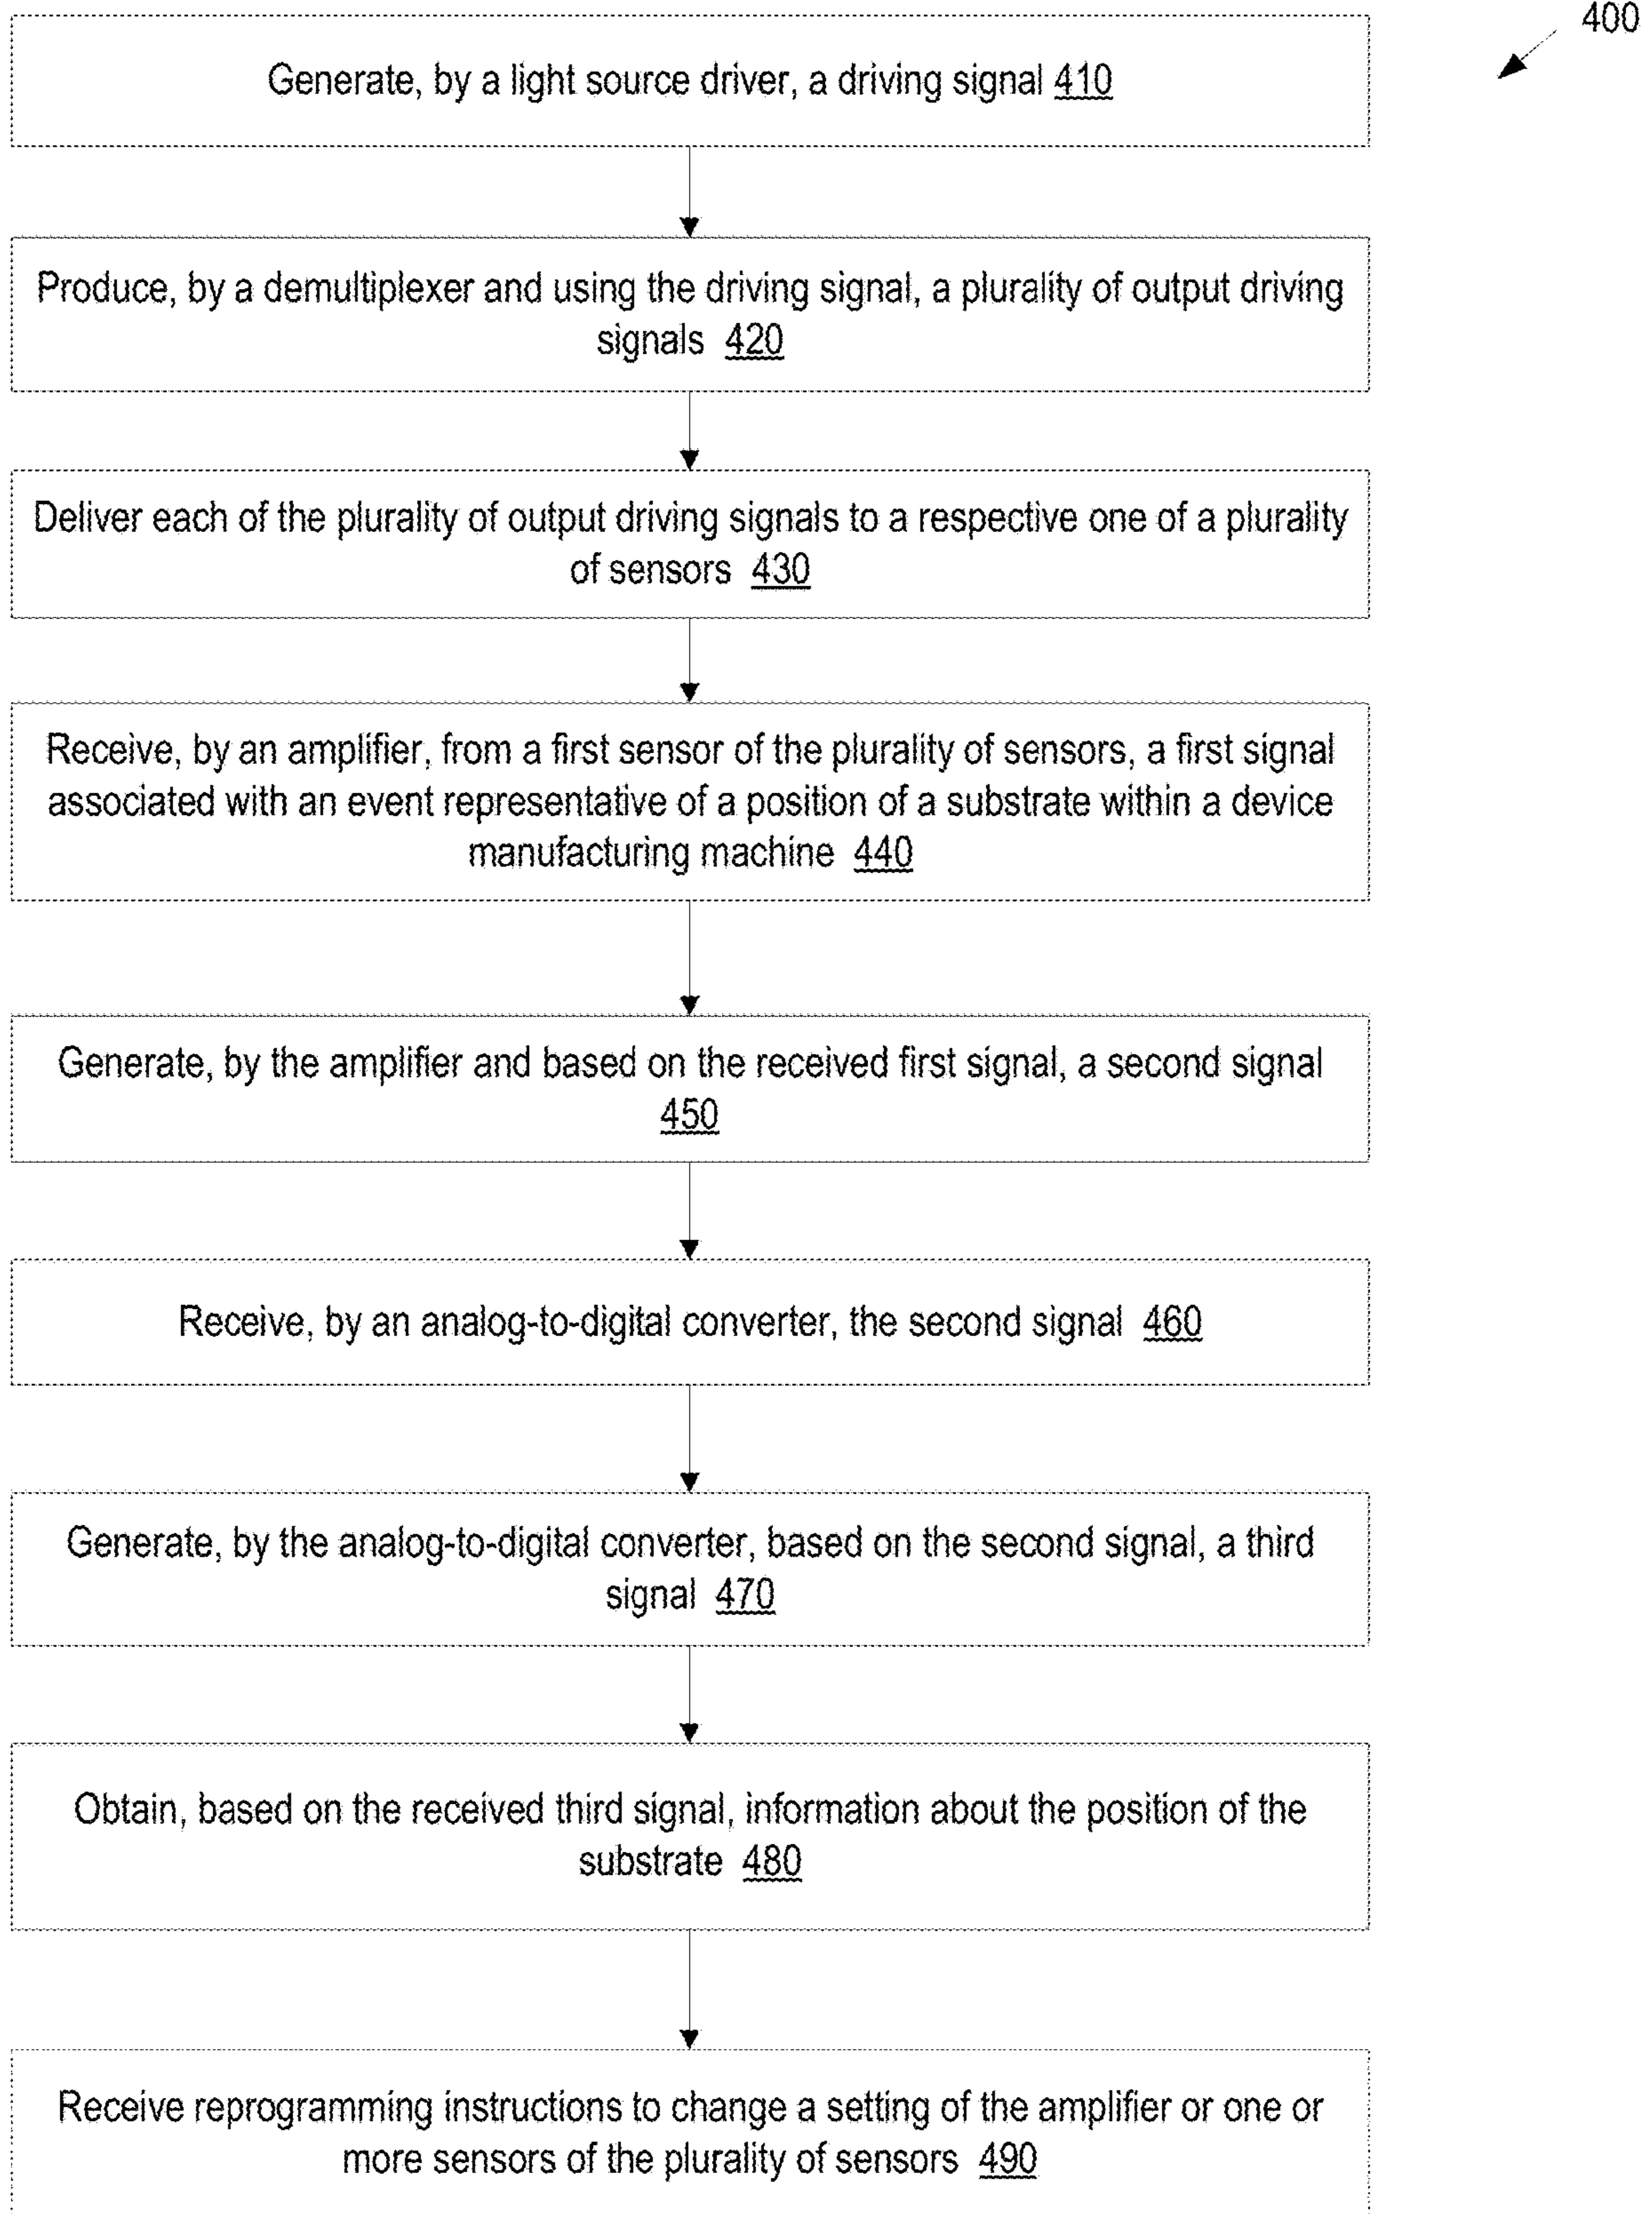 400
Generate, by a light source driver, a driving signal 410
Produce, by a demultiplexer and using the driving signal, a plurality of output driving
signals 420
Deliver each of the plurality of output driving signals to a respective one of a plurality
of sensors 430
Receive, by an amplifier, from a first sensor of the plurality of sensors, a first signal
associated with an event representative of a position of a substrate within a device
manufacturing machine 440
Generate, by the amplifier and based on the received first signal, a second signal
450
Receive, by an analog-to-digital converter, the second signal 460
Generate, by the analog-to-digital converter, based on the second signal, a third
signal 470
Obtain, based on the received third signal, information about the position of the
substrate 480
Receive reprogramming instructions to change a setting of the amplifier or one or
more sensors of the plurality of sensors 490